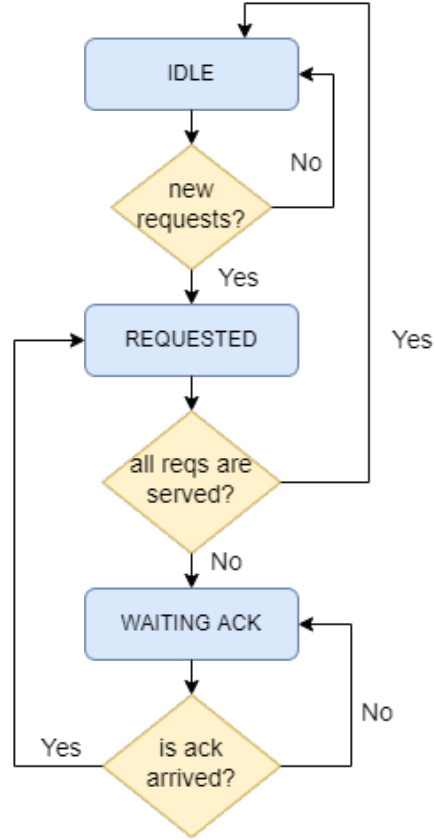 IDLE
No
new
requests?
Yes
REQUESTED
Yes
all reqs are
served?
No
WAITING ACK
No
Yes
is ack
arrived?